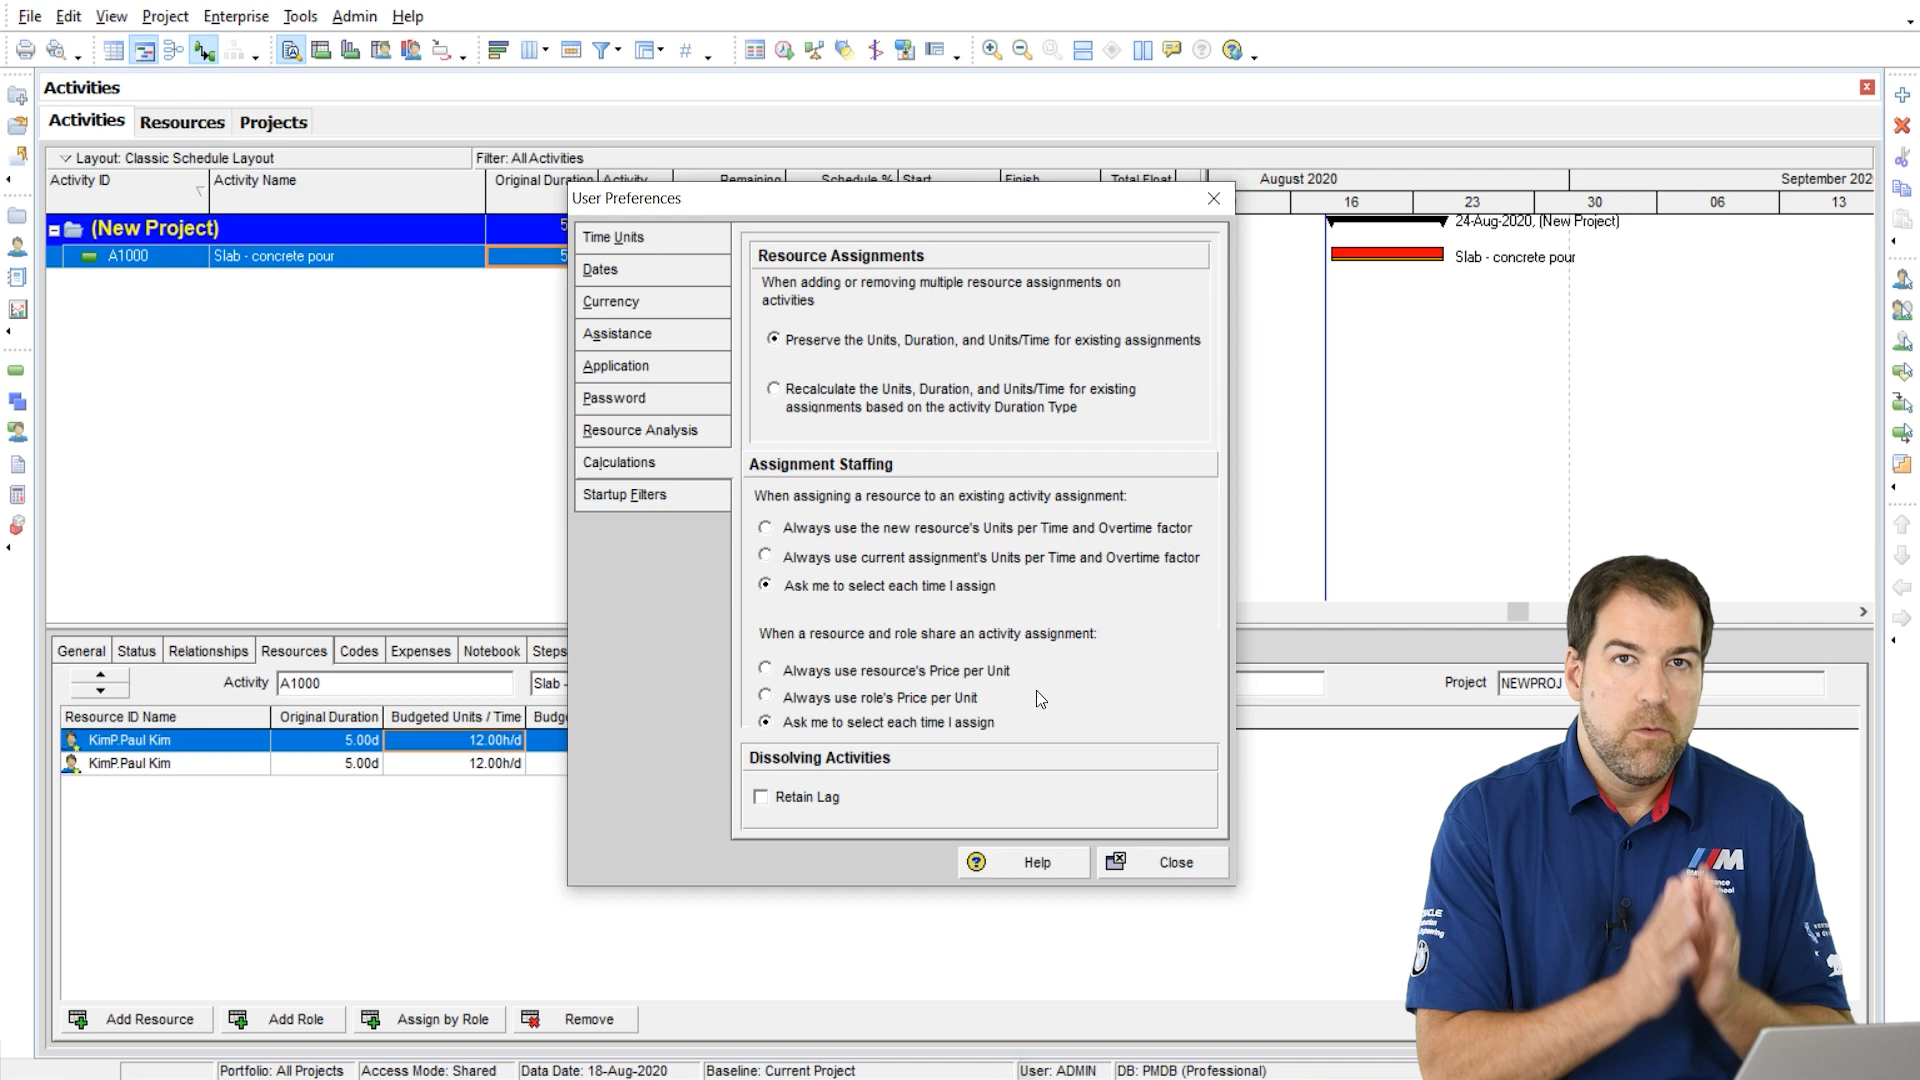 File Edit View Project Enterprise Tools Admin Help
Activities
Activities Resources Projects
Layout: Classic Schedule Layout
Filter: All Activities
Activity ID
Activity Name
Original Duration
Activity
Remaining
Schedule %
Start
Finish
Total Float
August 2020
September 202
16 23 30 06 13
(New Project)
5
24-Aug-2020, (New Project)
A1000
Slab - concrete pour
5
Slab - concrete pour
User Preferences
Time Units
Dates
Currency
Assistance
Application
Password
Resource Analysis
Calculations
Startup Filters
Resource Assignments
When adding or removing multiple resource assignments on
activities
Preserve the Units, Duration, and Units/Time for existing assignments
Recalculate the Units, Duration, and Units/Time for existing
assignments based on the activity Duration Type
Assignment Staffing
When assigning a resource to an existing activity assignment:
Always use the new resource's Units per Time and Overtime factor
Always use current assignment's Units per Time and Overtime factor
Ask me to select each time I assign
When a resource and role share an activity assignment:
Always use resource's Price per Unit
Always use role's Price per Unit
Ask me to select each time I assign
Dissolving Activities
Retain Lag
Help
Close
General Status Relationships Resources Codes Expenses Notebook Steps
Activity A1000
Slab -
Project NEWPROJ
Resource ID Name
Original Duration
Budgeted Units / Time
Budg
KimP.Paul Kim 5.00d 12.00h/d
KimP.Paul Kim 5.00d 12.00h/d
Add Resource
Add Role
Assign by Role
Remove
Portfolio: All Projects
Access Mode: Shared
Data Date: 18-Aug-2020
Baseline: Current Project
User: ADMIN
DB: PMDB (Professional)
M